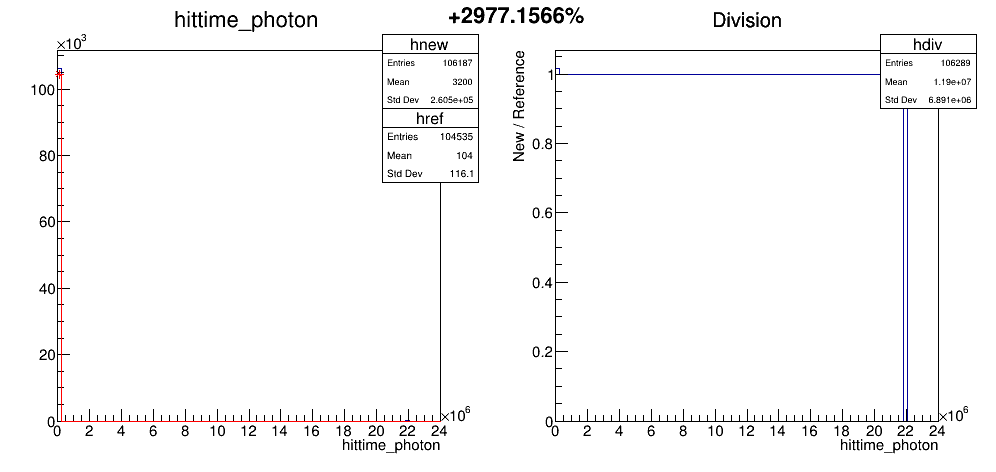 +2977.1566%
hittime_photon
×10³
hnew
Entries 106187
Mean 3200
Std Dev 2.605e+05
href
Entries 104535
Mean 104
Std Dev 116.1
100
80
60
40
20
0
0 2 4 6 8 10 12 14 16 18 20 22 24
×10⁶
hittime_photon
Division
hdiv
Entries 106289
Mean 1.19e+07
Std Dev 6.891e+06
New / Reference
1
0.8
0.6
0.4
0.2
0
0 2 4 6 8 10 12 14 16 18 20 22 24
×10⁶
hittime_photon